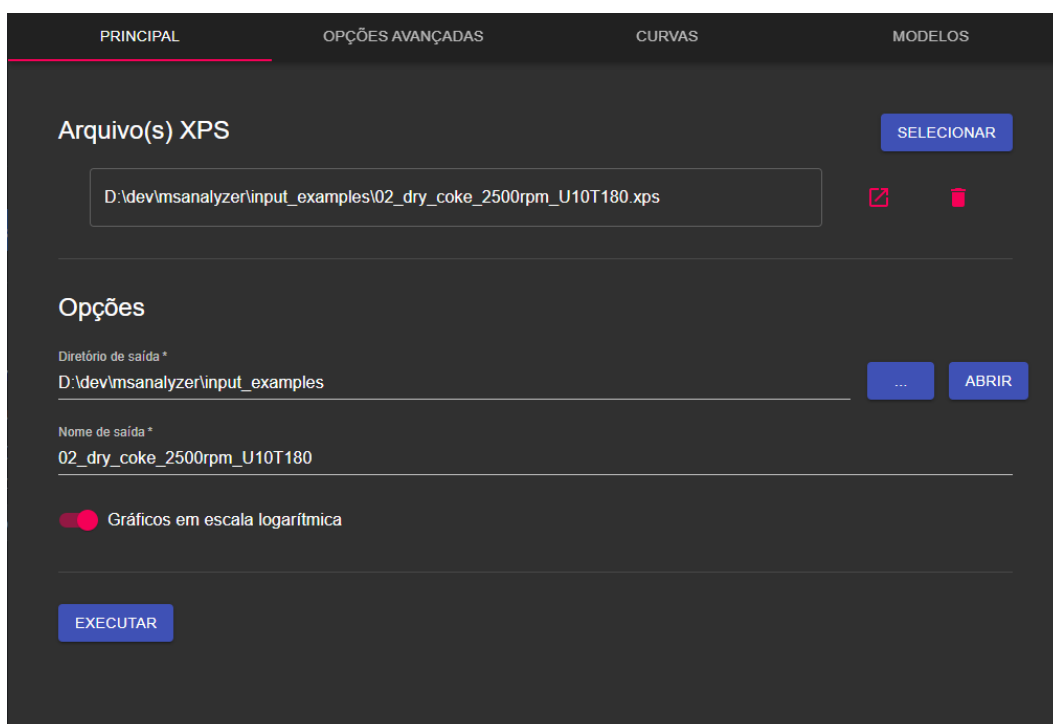 PRINCIPAL OPÇÕES AVANÇADAS CURVAS MODELOS
Arquivo(s) XPS SELECIONAR
D:\dev\msanalyzer\input_examples\02_dry_coke_2500rpm_U10T180.xps
Opções
Diretório de saída *
D:\dev\msanalyzer\input_examples ... ABRIR
Nome de saída *
02_dry_coke_2500rpm_U10T180
Gráficos em escala logarítmica
EXECUTAR